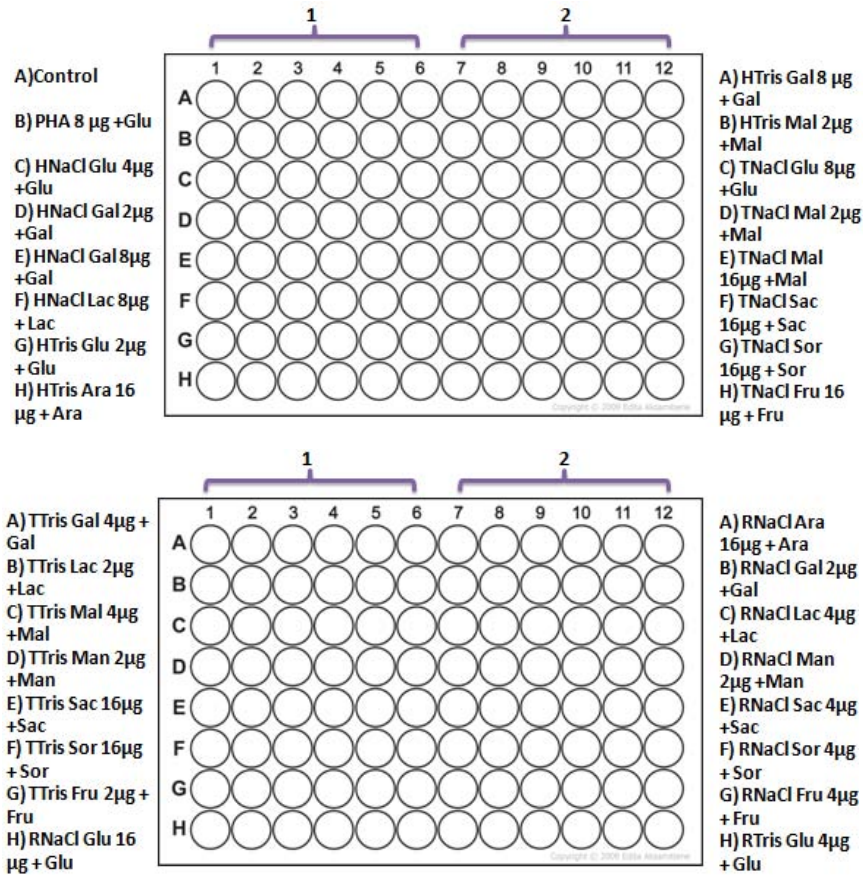 1 2
A)Control
B) PHA 8 µg +Glu
C) HNaCl Glu 4µg
+Glu
D) HNaCl Gal 2µg
+Gal
E) HNaCl Gal 8µg
+Gal
F) HNaCl Lac 8µg
+ Lac
G) HTris Glu 2µg
+ Glu
H) HTris Ara 16
µg + Ara
1 2 3 4 5 6 7 8 9 10 11 12
A
B
C
D
E
F
G
H
Copyright © 2009 Edita
A) HTris Gal 8 µg
+ Gal
B) HTris Mal 2µg
+Mal
C) TNaCl Glu 8µg
+Glu
D) TNaCl Mal 2µg
+Mal
E) TNaCl Mal
16µg +Mal
F) TNaCl Sac
16µg + Sac
G) TNaCl Sor
16µg + Sor
H) TNaCl Fru 16
µg + Fru
1 2
A) TTris Gal 4µg +
Gal
B) TTris Lac 2µg
+Lac
C) TTris Mal 4µg
+Mal
D) TTris Man 2µg
+Man
E) TTris Sac 16µg
+Sac
F) TTris Sor 16µg
+ Sor
G) TTris Fru 2µg +
Fru
H) RNaCl Glu 16
µg + Glu
1 2 3 4 5 6 7 8 9 10 11 12
A
B
C
D
E
F
G
H
Copyright © 2009 Edita
A) RNaCl Ara
16µg + Ara
B) RNaCl Gal 2µg
+Gal
C) RNaCl Lac 4µg
+Lac
D) RNaCl Man
2µg +Man
E) RNaCl Sac 4µg
+Sac
F) RNaCl Sor 4µg
+ Sor
G) RNaCl Fru 4µg
+ Fru
H) RTris Glu 4µg
+ Glu